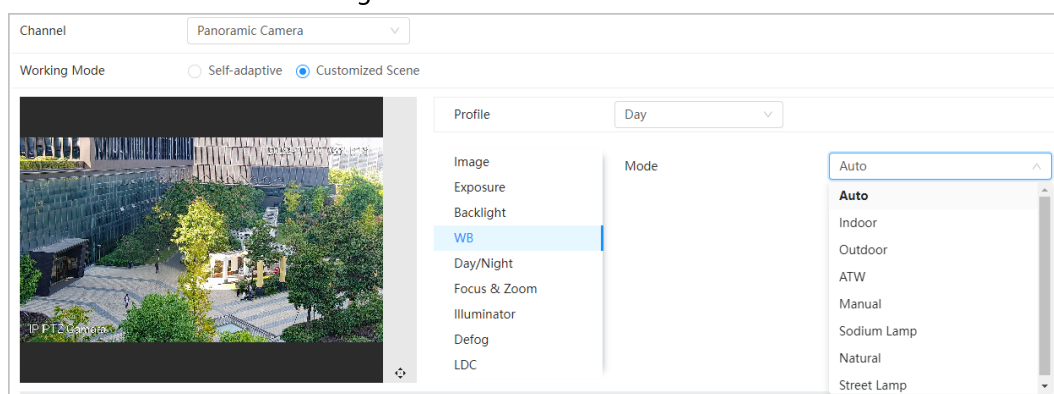 Channel
Panoramic Camera
Working Mode
Self-adaptive
Customized Scene
Profile
Day
Image
Exposure
Backlight
WB
Day/Night
Focus & Zoom
Illuminator
Defog
LDC
Mode
Auto
Auto
Indoor
Outdoor
ATW
Manual
Sodium Lamp
Natural
Street Lamp
IP PTZ Camera